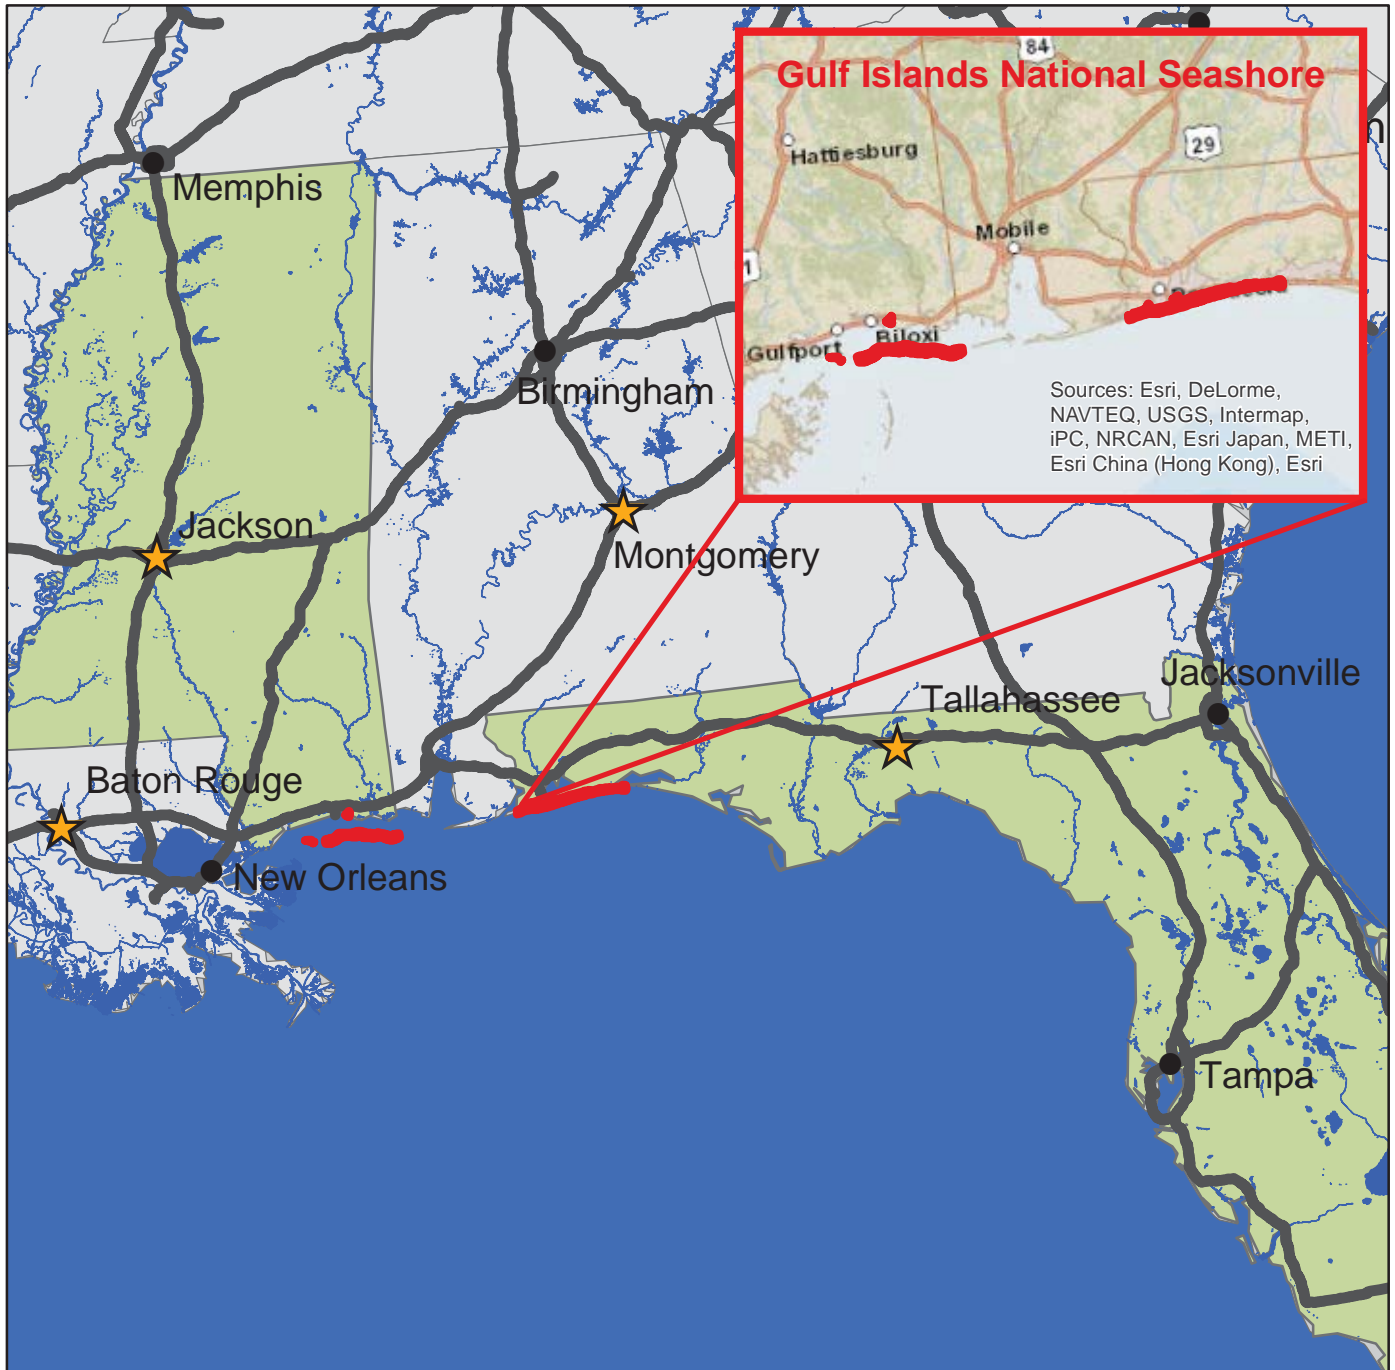 84
Gulf Islands National Seashore
29
Hattiesburg
Memphis
Mobile
1
Biloxi
Gulfport
Birmingham
Sources: Esri, DeLorme,
NAVTEQ, USGS, Intermap,
iPC, NRCAN, Esri Japan, METI,
Esri China (Hong Kong), Esri
Jackson
Montgomery
Jacksonville
Tallahassee
Baton Rouge
New Orleans
Tampa